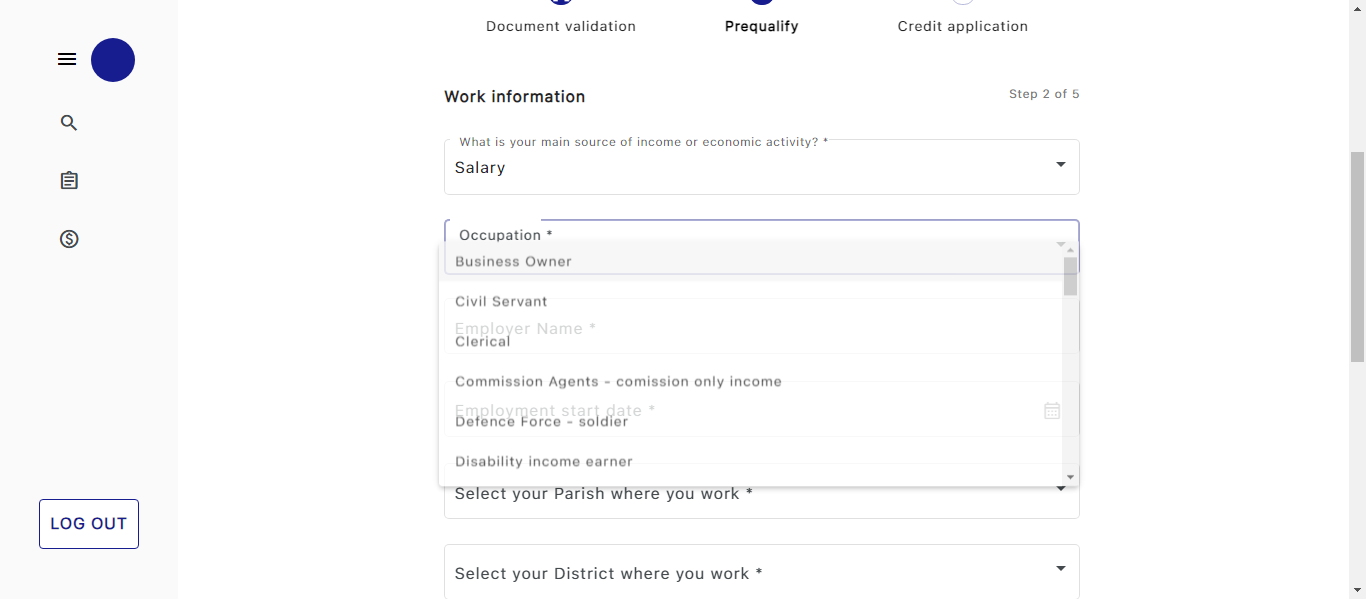 Document validation
Prequalify
Credit application
Work information
Step 2 of 5
What is your main source of income or economic activity? *
Salary
Occupation *
Business Owner
Civil Servant
Employer Name *
Clerical
Commission Agents - comission only income
Employment start date *
Defence Force - soldier
Disability income earner
Select your Parish where you work *
LOG OUT
Select your District where you work *